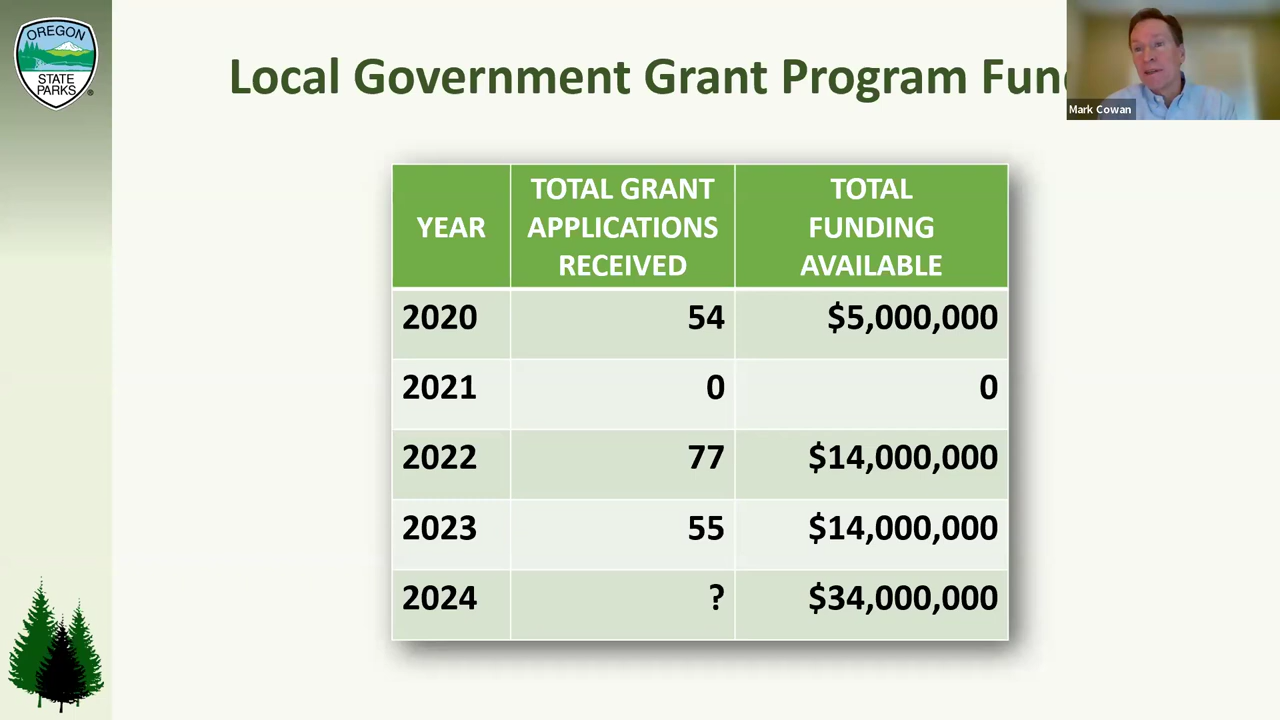 OREGON
STATE
PARKS
Local Government Grant Program
Mark Cowan
YEAR
TOTAL GRANT
APPLICATIONS
RECEIVED
TOTAL
FUNDING
AVAILABLE
2020 54 $5,000,000
2021 0 0
2022 77 $14,000,000
2023 55 $14,000,000
2024 ? $34,000,000